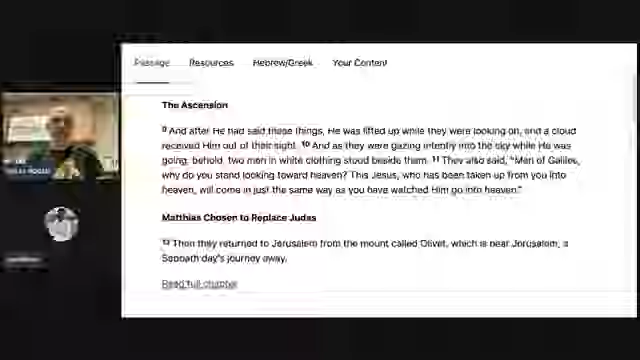 Passage Resources Hebrew/Greek Your Content
The Ascension
9 And after He had said these things, He was lifted up while they were looking on, and a cloud
received Him out of their sight. 10 And as they were gazing intently into the sky while He was
going, behold, two men in white clothing stood beside them. 11 They also said, "Men of Galilee,
why do you stand looking toward heaven? This Jesus, who has been taken up from you into
heaven, will come in just the same way as you have watched Him go into heaven."
Matthias Chosen to Replace Judas
12 Then they returned to Jerusalem from the mount called Olivet, which is near Jerusalem, a
Sabbath day's journey away.
Read full chapter